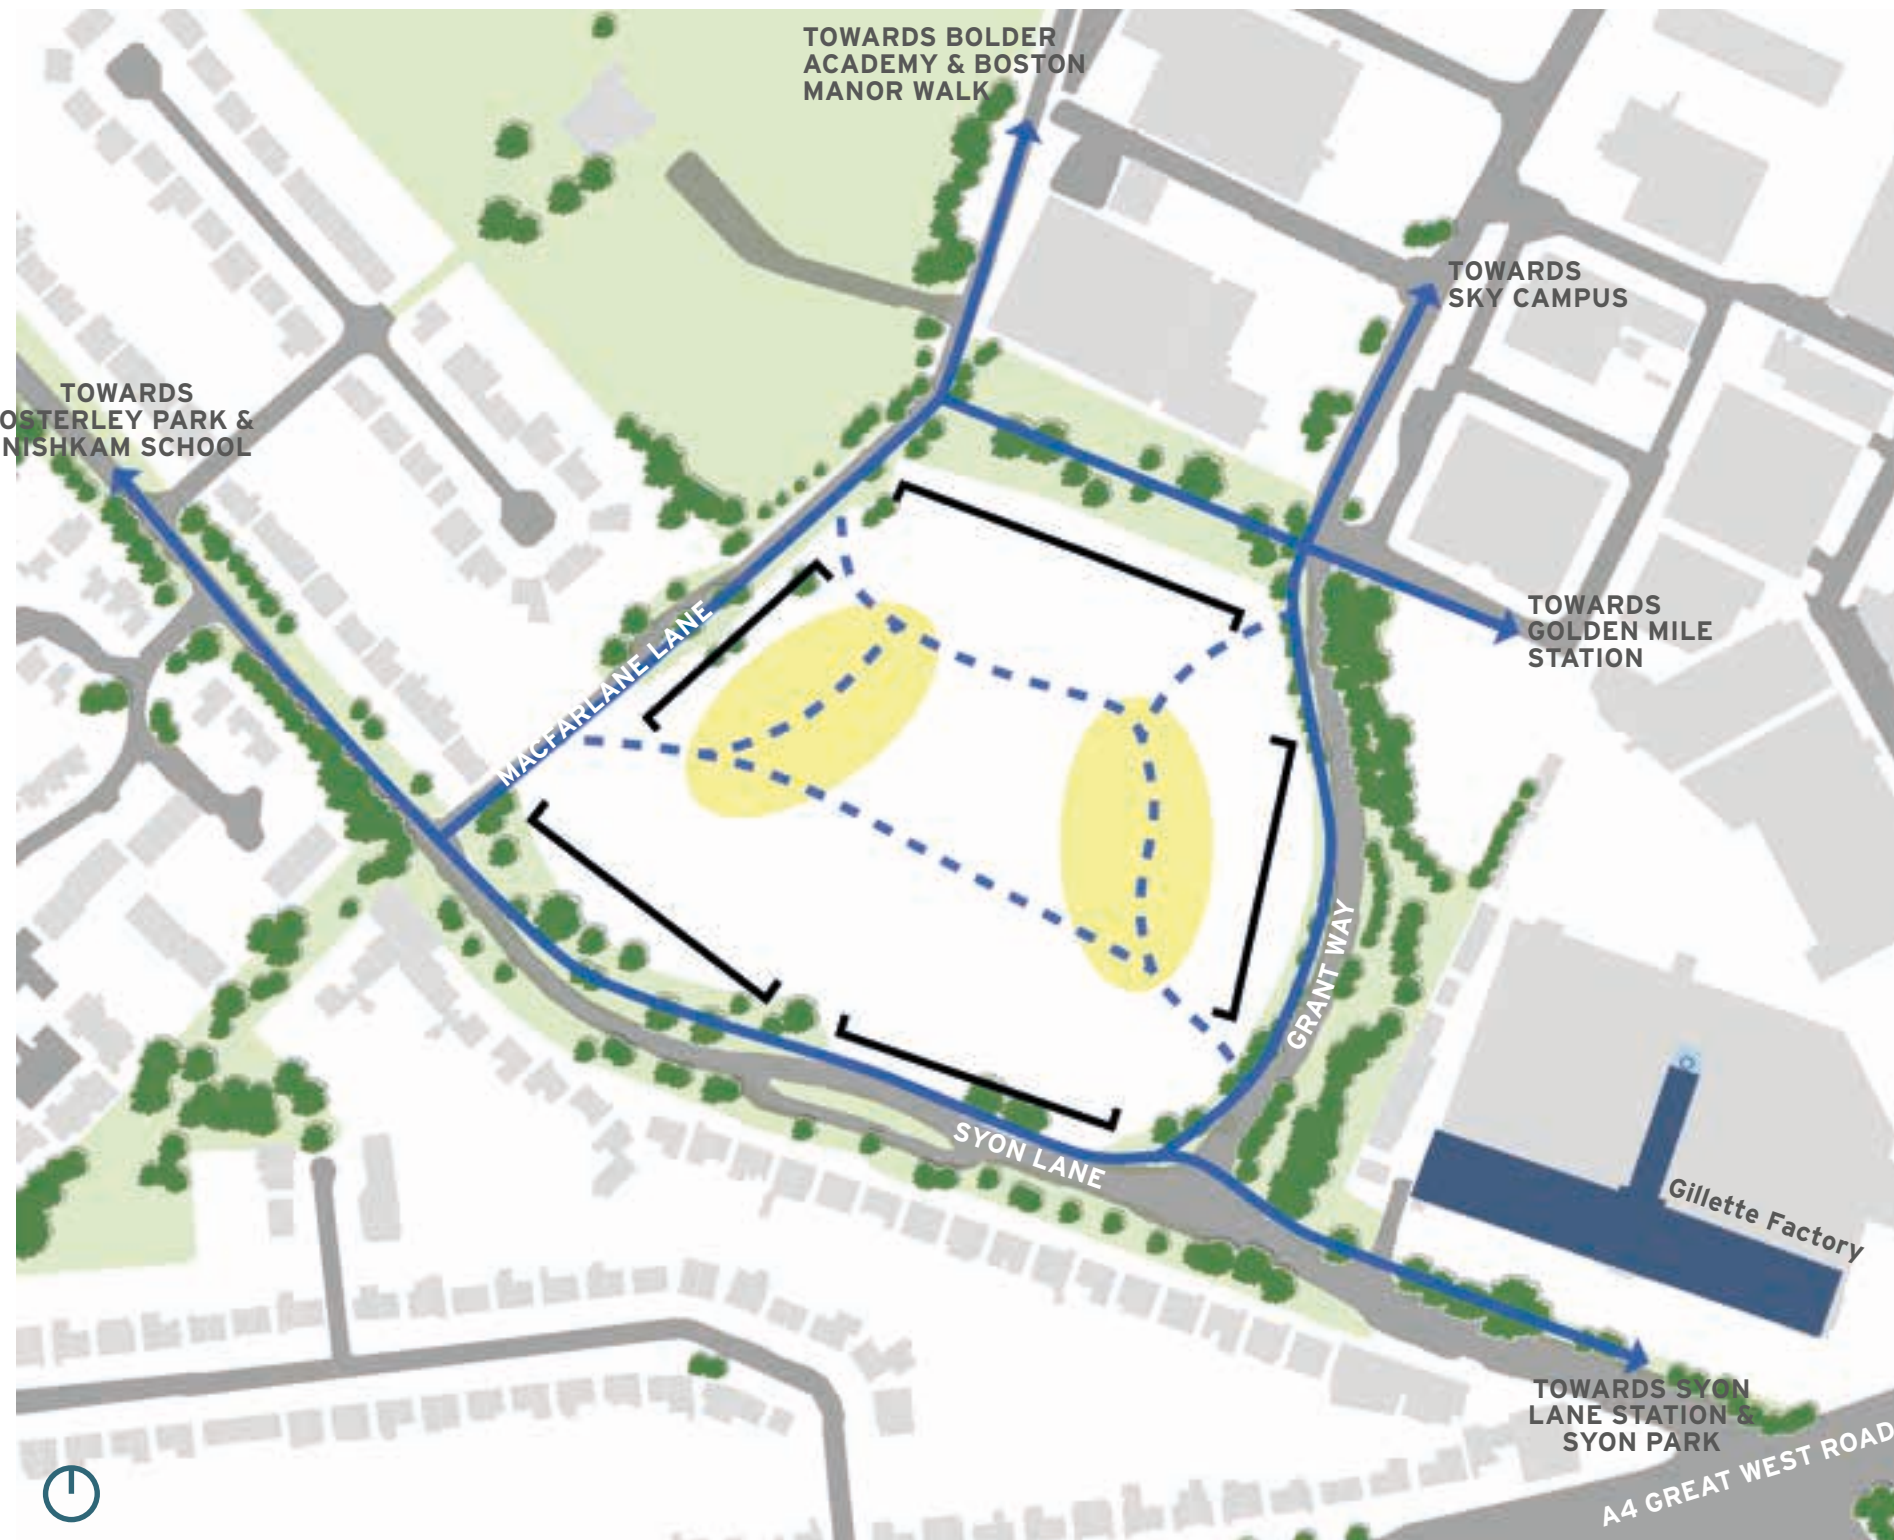 TOWARDS BOLDER
ACADEMY & BOSTON
MANOR WALK
TOWARDS
SKY CAMPUS
TOWARDS
OSTERLEY PARK &
NISHKAM SCHOOL
TOWARDS
GOLDEN MILE
STATION
MACFARLANE LANE
GRANT WAY
SYON LANE
Gillette Factory
TOWARDS SYON
LANE STATION &
SYON PARK
A4 GREAT WEST ROAD